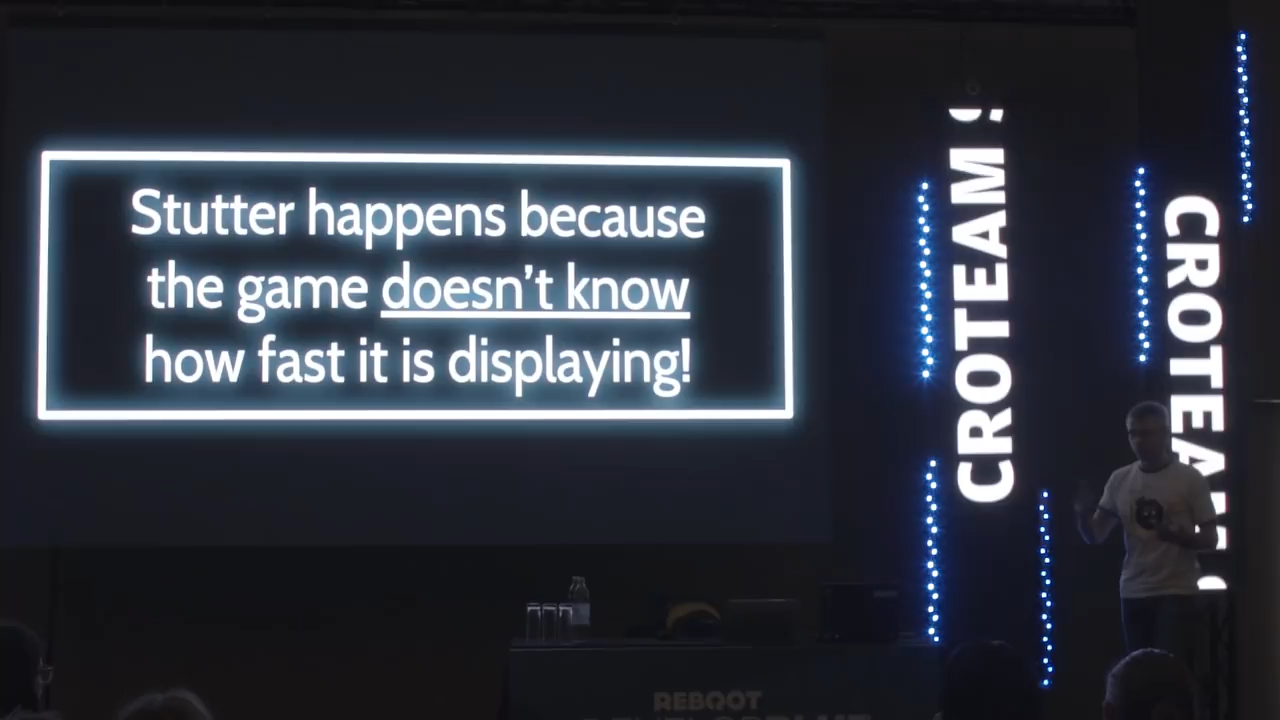 Stutter happens because
the game doesn't know
how fast it is displaying!
CROTEAM
CROTEAM
REBOOT